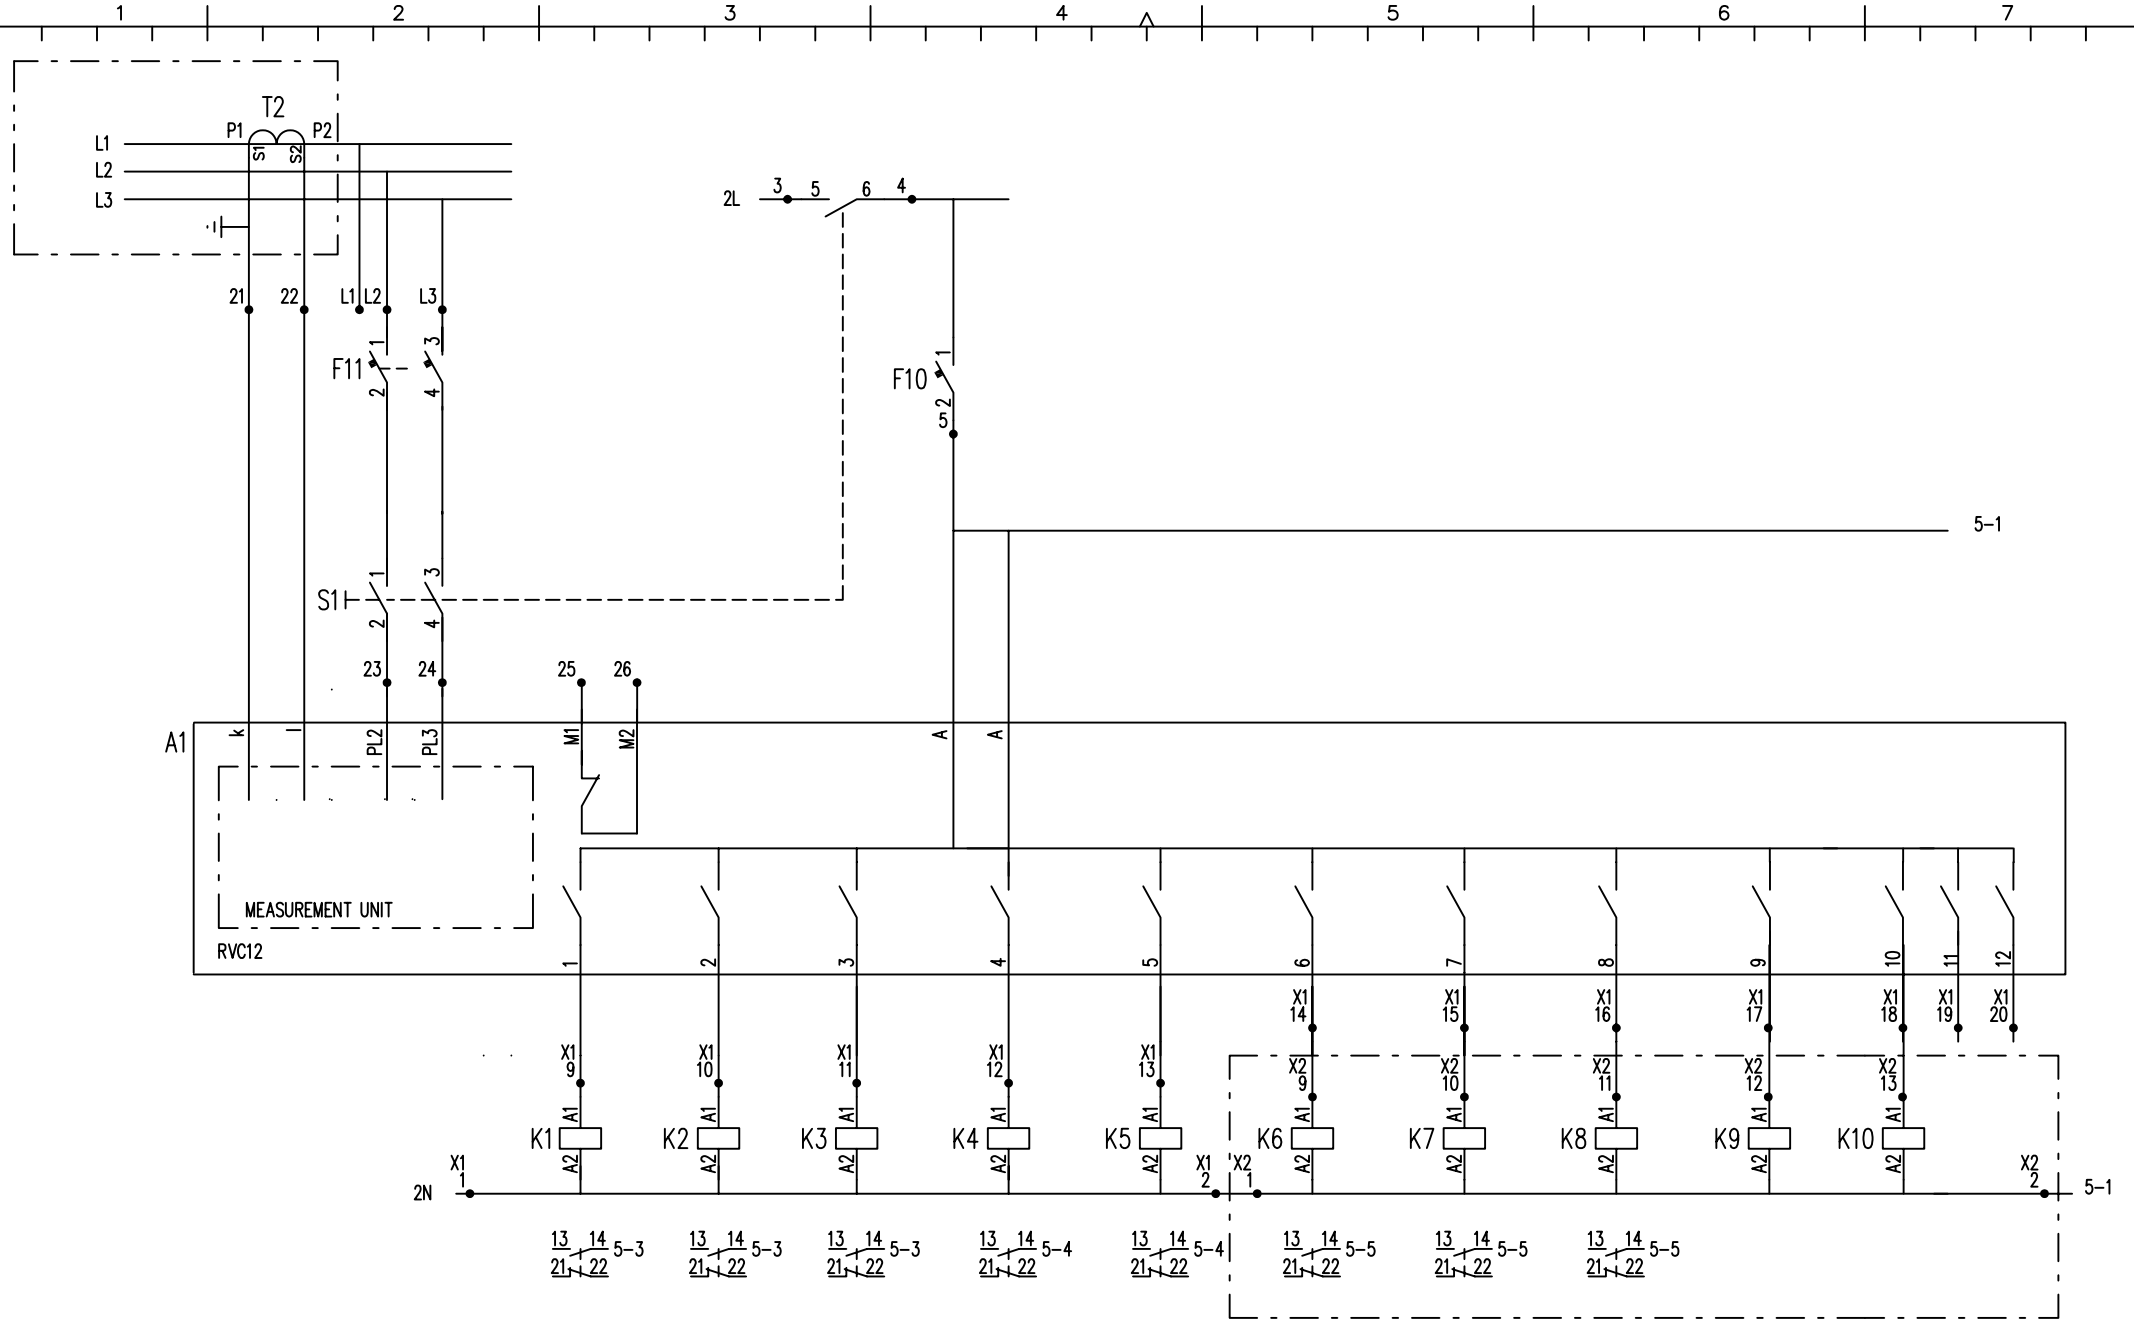 1 2 3 4 5 6 7
T2
P1 P2
S1 S2
L1
L2
L3
2L 3 5 6 4
21 22 L1 L2 L3
F11 1 2 3 4
F10 1 2
5
5-1
S1 1 2 3 4
23 24 25 26
A1 k l PL2 PL3 M1 M2 A A
MEASUREMENT UNIT
RVC12
1 2 3 4 5 6 7 8 9 10 11 12
X1 X1 X1 X1 X1 X1 X1
14 15 16 17 18 19 20
X1 X1 X1 X1 X1
9 10 11 12 13
X2 X2 X2 X2 X2
9 10 11 12 13
A1 A1 A1 A1 A1 A1 A1 A1 A1 A1
K1 K2 K3 K4 K5 K6 K7 K8 K9 K10
A2 A2 A2 A2 A2 A2 A2 A2 A2 A2
X1 X1 X2 X2
1 2 1 2
2N 5-1
13 14 5-3 13 14 5-3 13 14 5-3 13 14 5-4 13 14 5-4 13 14 5-5 13 14 5-5 13 14 5-5
21 22 21 22 21 22 21 22 21 22 21 22 21 22 21 22